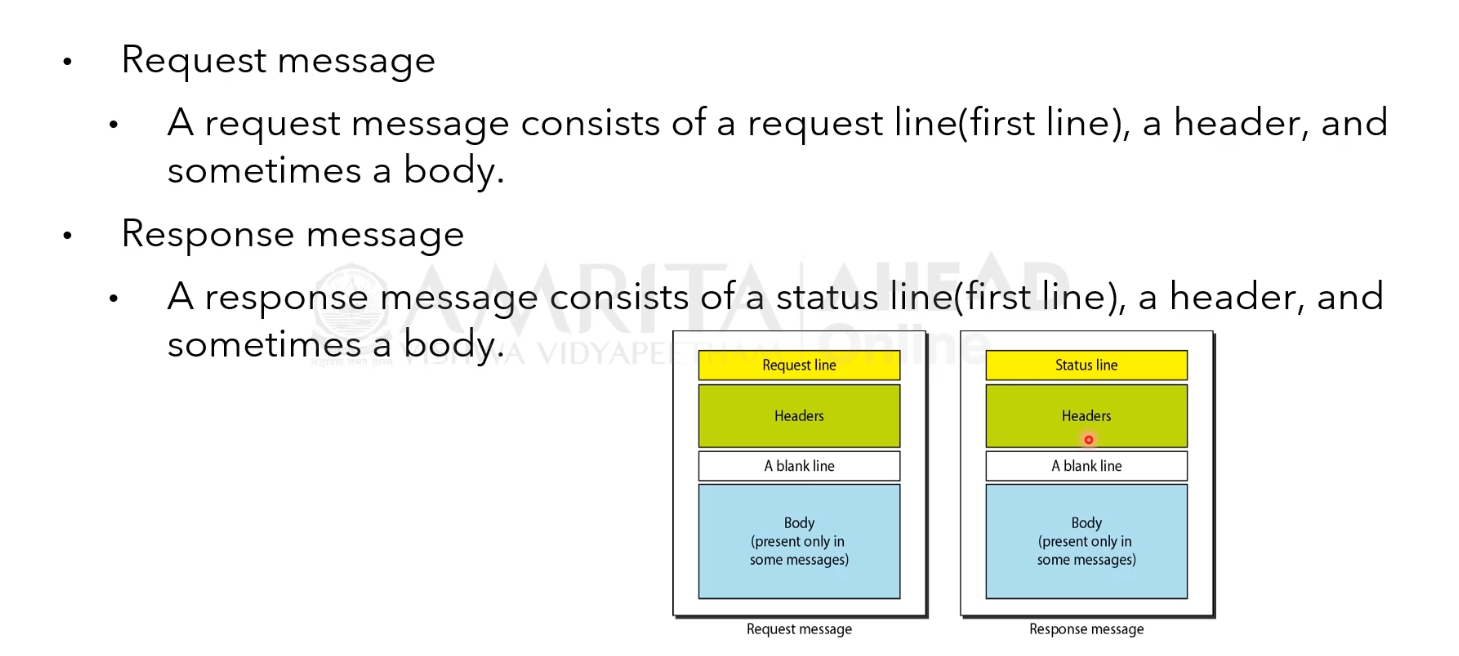 • Request message
• A request message consists of a request line(first line), a header, and
sometimes a body.
• Response message
• A response message consists of a status line(first line), a header, and
sometimes a body.
AMRITA AHEAD
VISHWA VIDYAPEETHAM Online
Request line
Headers
A blank line
Body
(present only in
some messages)
Request message
Status line
Headers
A blank line
Body
(present only in
some messages)
Response message